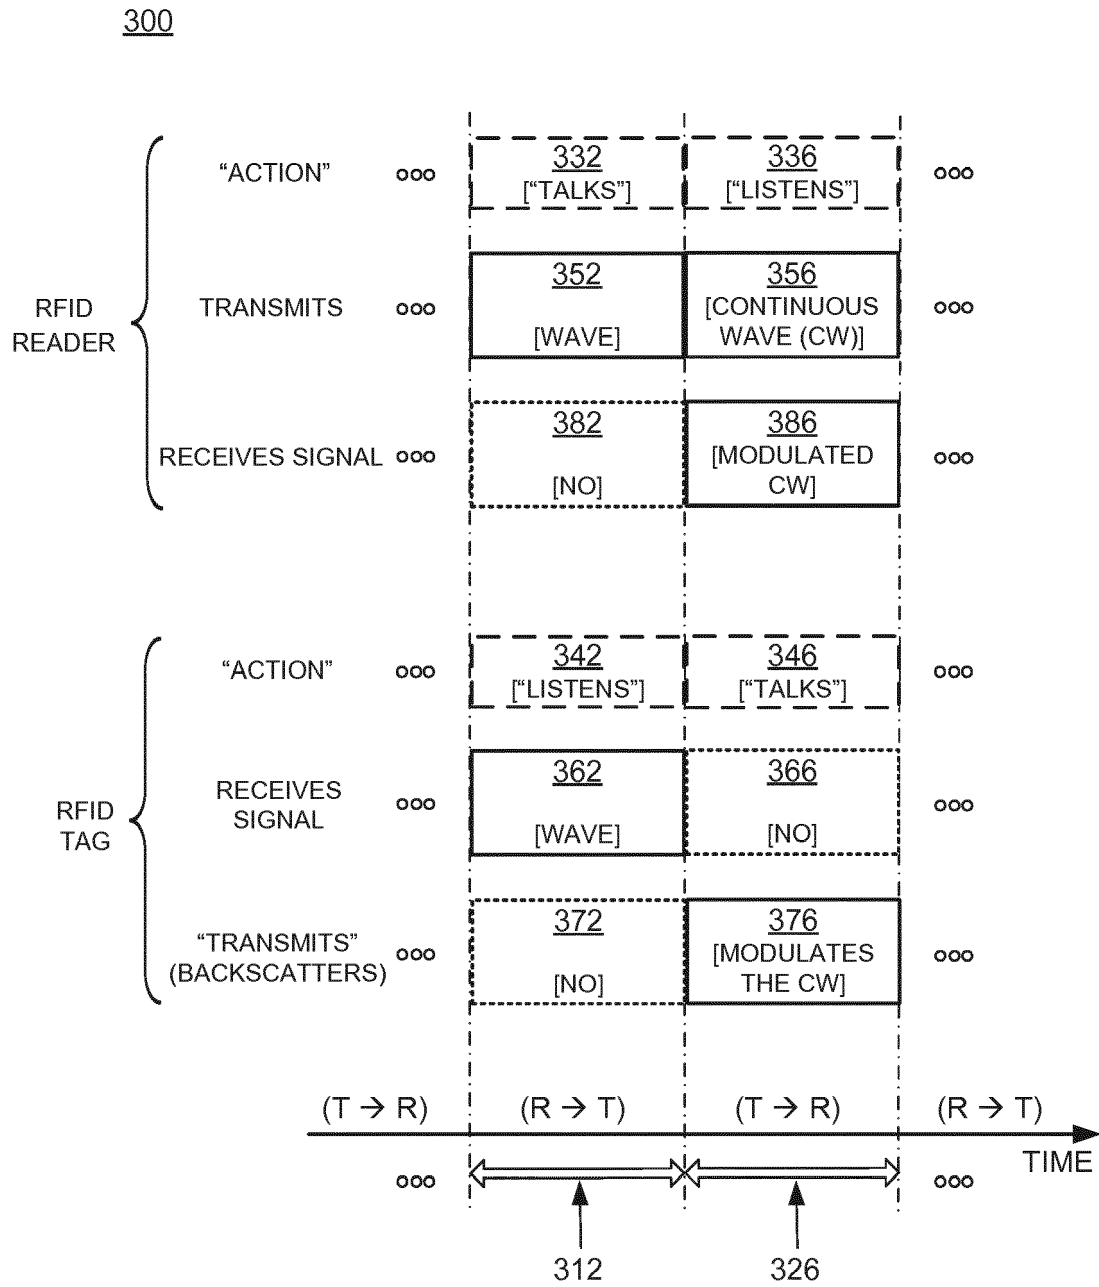 300
"ACTION"
ooo
332
["TALKS"]
336
["LISTENS"]
ooo
RFID
READER
TRANSMITS
ooo
352
[WAVE]
356
[CONTINUOUS
WAVE (CW)]
ooo
RECEIVES SIGNAL
ooo
382
[NO]
386
[MODULATED
CW]
ooo
"ACTION"
ooo
342
["LISTENS"]
346
["TALKS"]
ooo
RFID
TAG
RECEIVES
SIGNAL
ooo
362
[WAVE]
366
[NO]
ooo
"TRANSMITS"
(BACKSCATTERS)
ooo
372
[NO]
376
[MODULATES
THE CW]
ooo
(T → R)
(R → T)
(T → R)
(R → T)
TIME
ooo
ooo
312
326